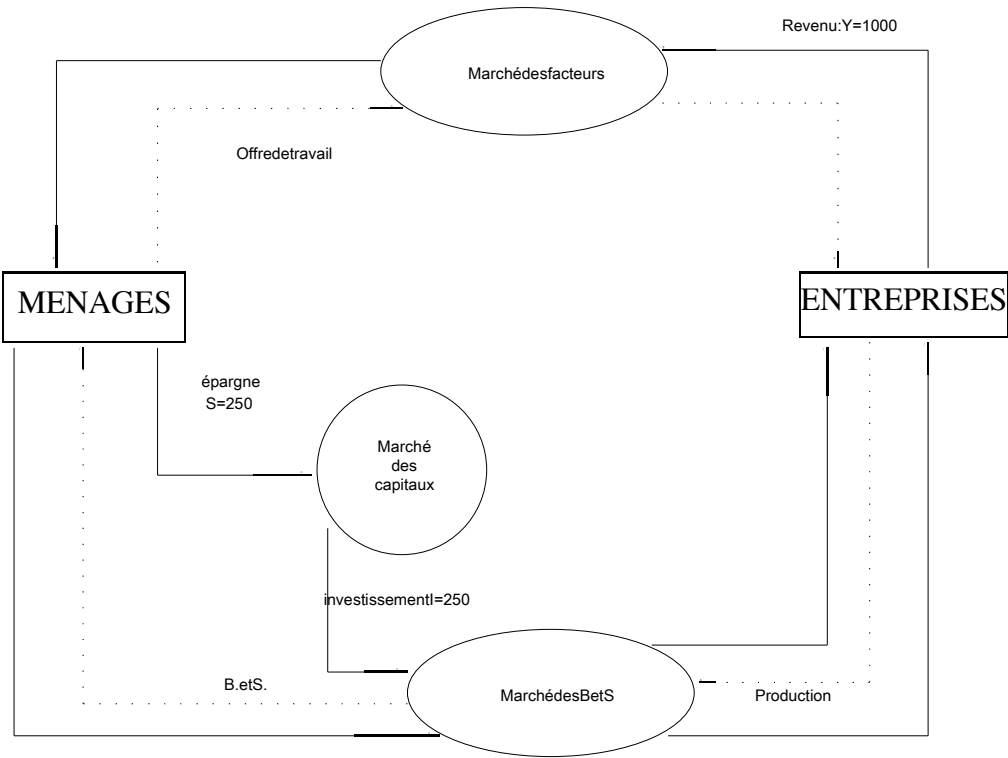 Revenu:Y=1000
Marchédesfacteurs
Offredetravail
MENAGES
ENTREPRISES
épargne
S=250
Marché
des
capitaux
investissementI=250
B.etS.
MarchédesBetS
Production